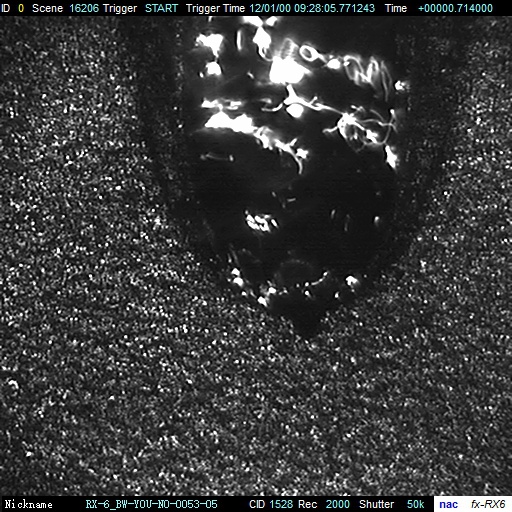 ID 0 Scene 16206 Trigger START Trigger Time 12/01/00 09:28:05.771243 Time +00000.714000
Nickname RX-6_BW-YOU-NO-0053-05 CID 1528 Rec 2000 Shutter 50k nac fx-RX6